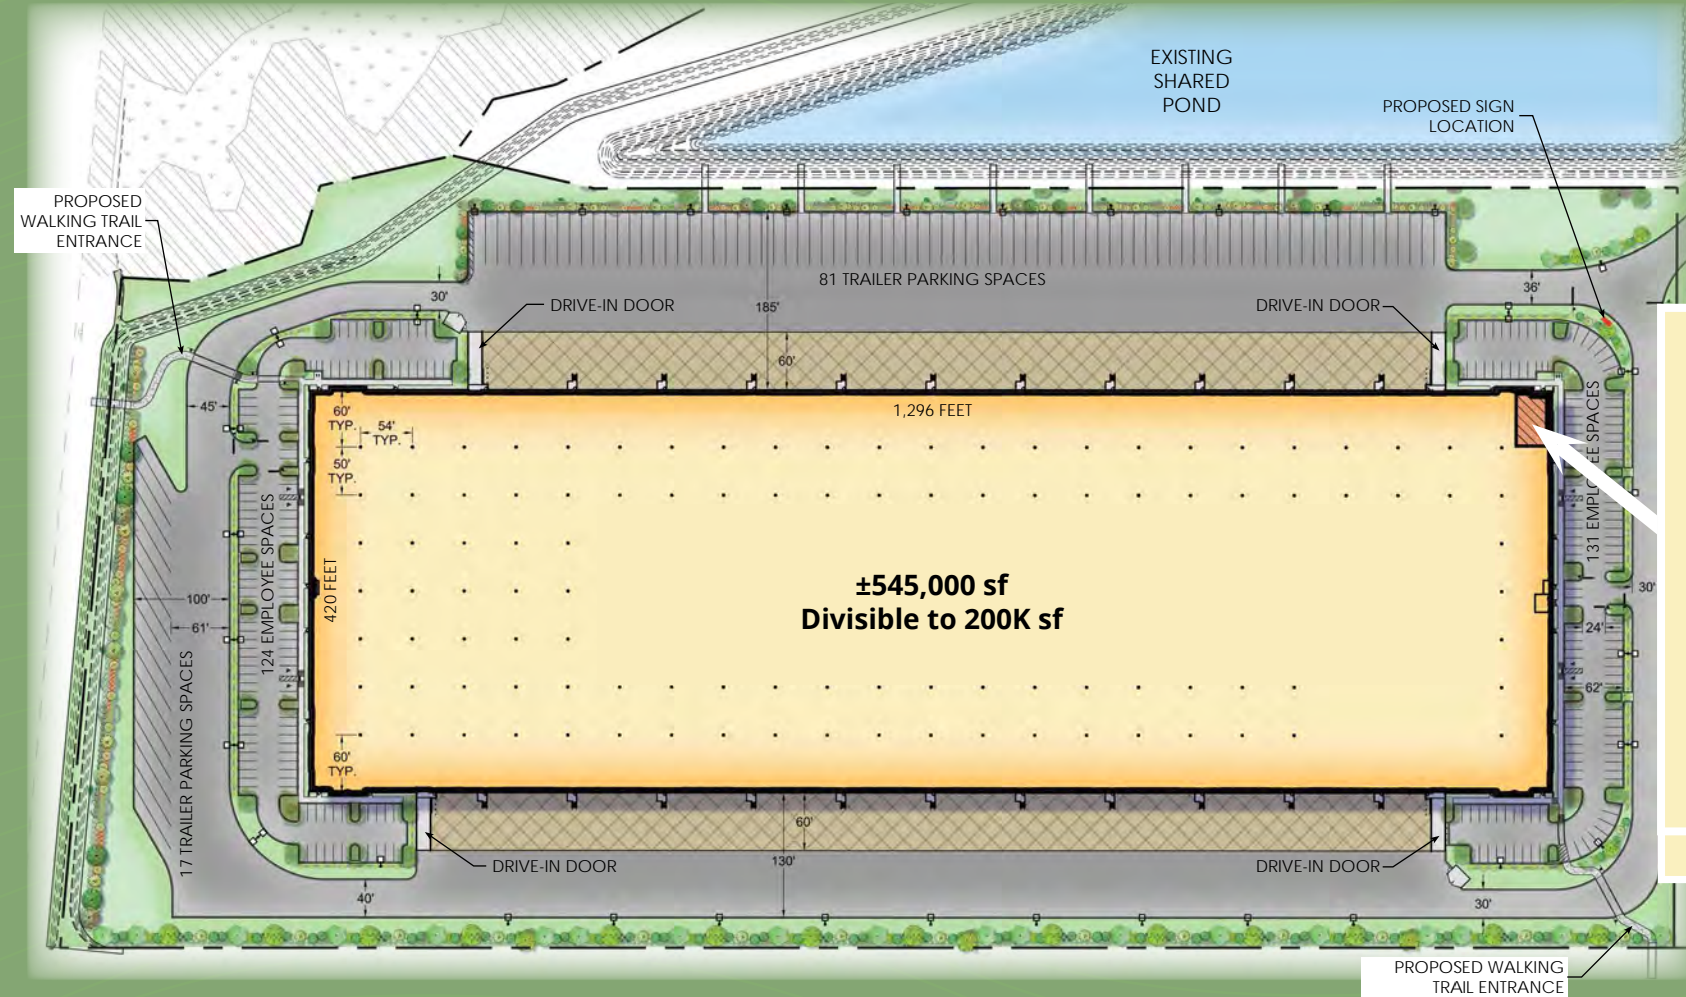 EXISTING
SHARED
POND
PROPOSED SIGN
LOCATION
PROPOSED
WALKING TRAIL
ENTRANCE
81 TRAILER PARKING SPACES
30'
36'
DRIVE-IN DOOR
185'
DRIVE-IN DOOR
60'
45'
60'
TYP.
54'
TYP.
1,296 FEET
50'
TYP.
131 EMPLOYEE SPACES
124 EMPLOYEE SPACES
420 FEET
±545,000 sf
Divisible to 200K sf
100'
61'
30'
24'
62'
17 TRAILER PARKING SPACES
60'
TYP.
60'
DRIVE-IN DOOR
130'
DRIVE-IN DOOR
40'
30'
PROPOSED WALKING
TRAIL ENTRANCE